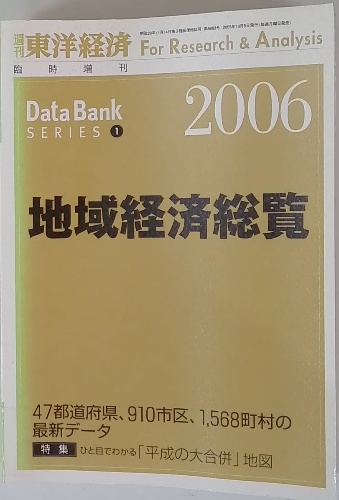 週刊 東洋経済 For Research & Analysis
臨時増刊
Data Bank
SERIES 1
2006
地域経済総覧
47都道府県、910市区、1,568町村の
最新データ
特集 ひと目でわかる「平成の大合併」地図